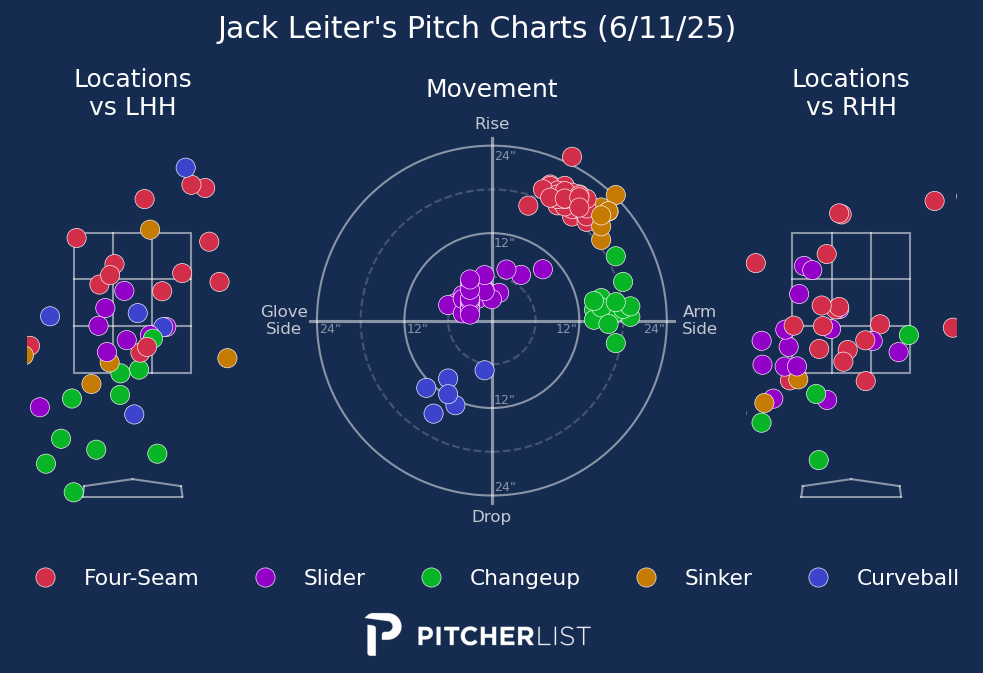 Jack Leiter's Pitch Charts (6/11/25)
Locations
vs LHH
Movement
Locations
vs RHH
Rise
24"
12"
Glove
Side
24"
12"
12"
24"
Arm
Side
12"
24"
Drop
Four-Seam
Slider
Changeup
Sinker
Curveball
PITCHERLIST